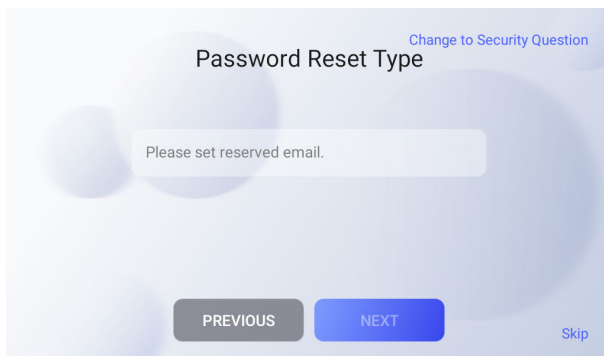 Change to Security Question
Password Reset Type
Please set reserved email.
PREVIOUS
NEXT
Skip